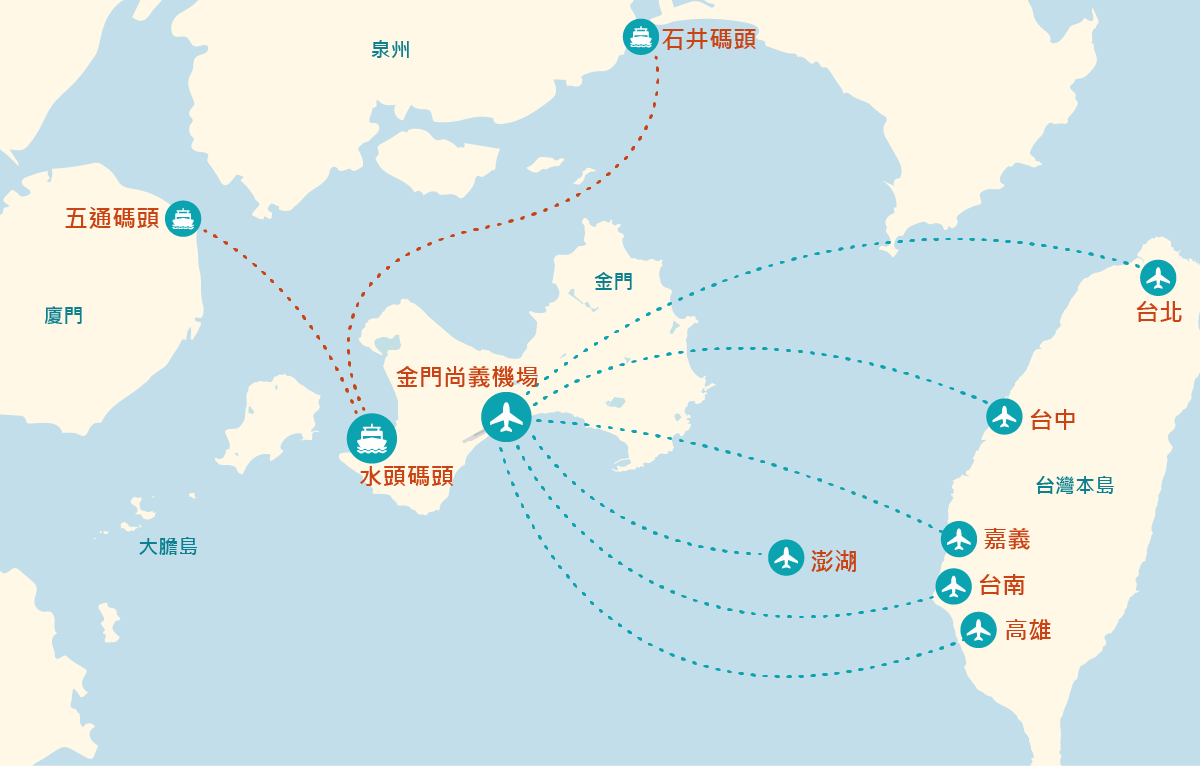 石井碼頭
泉州
五通碼頭
金門
台北
廈門
金門尚義機場
台中
水頭碼頭
台灣本島
嘉義
大膽島
澎湖
台南
高雄